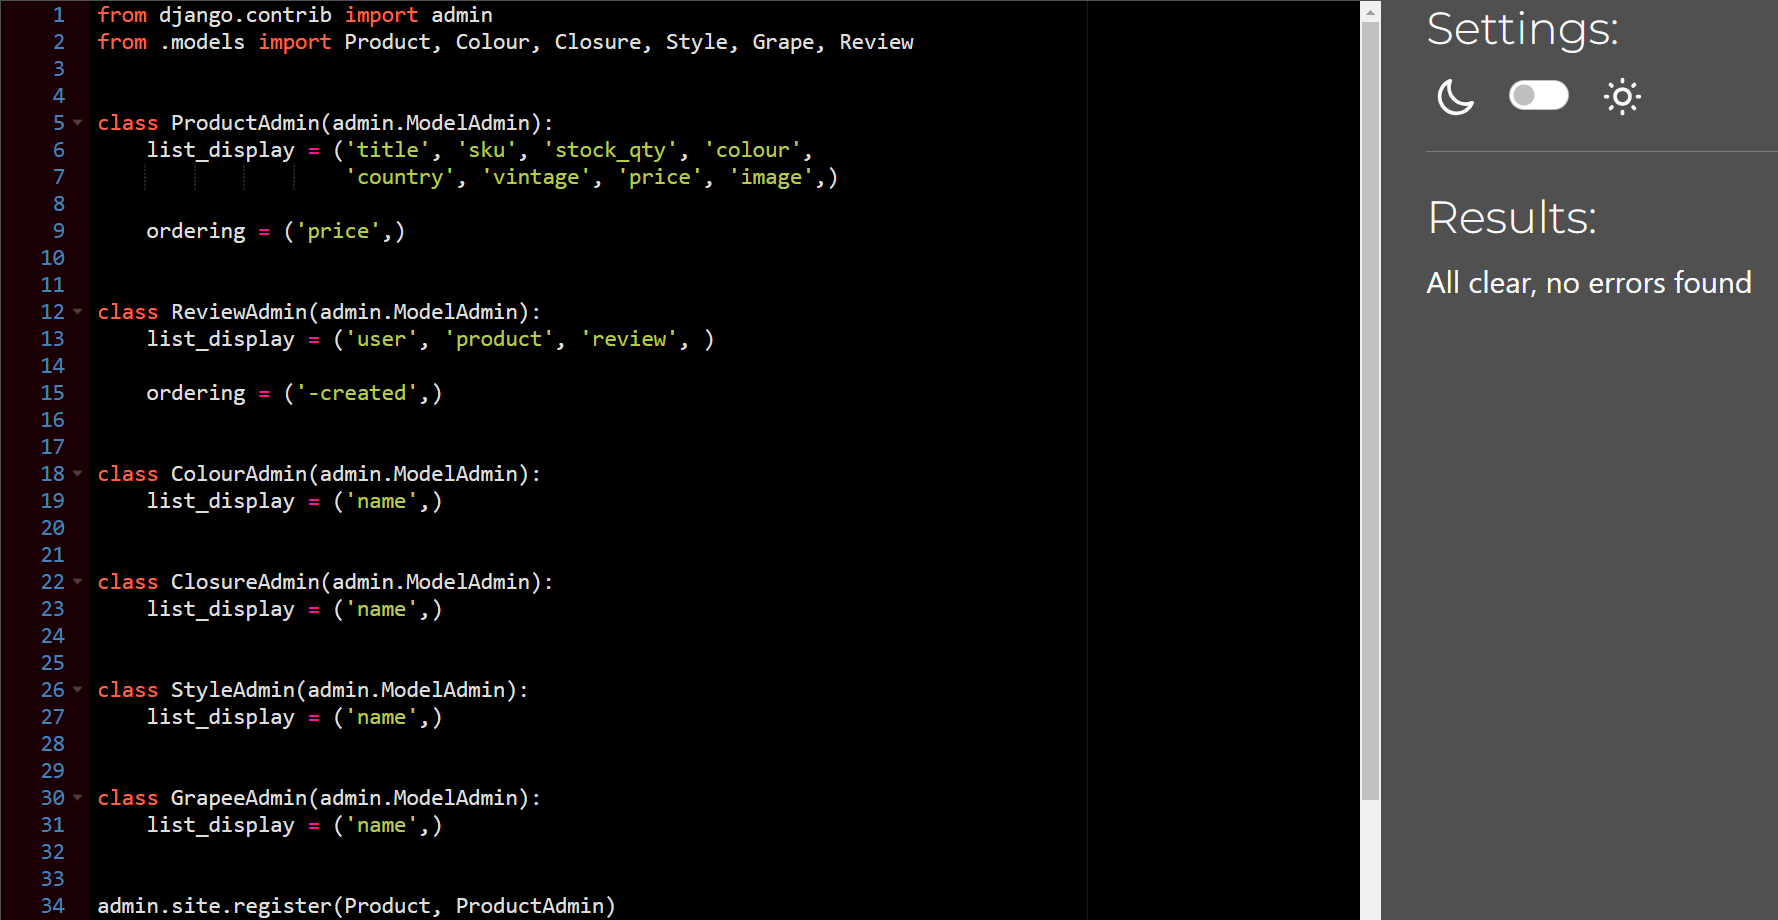 1 from django.contrib import admin
2 from .models import Product, Colour, Closure, Style, Grape, Review
3
4
5 class ProductAdmin(admin.ModelAdmin):
6     list_display = ('title', 'sku', 'stock_qty', 'colour',
7                     'country', 'vintage', 'price', 'image',)
8
9     ordering = ('price',)
10
11
12 class ReviewAdmin(admin.ModelAdmin):
13     list_display = ('user', 'product', 'review', )
14
15     ordering = ('-created',)
16
17
18 class ColourAdmin(admin.ModelAdmin):
19     list_display = ('name',)
20
21
22 class ClosureAdmin(admin.ModelAdmin):
23     list_display = ('name',)
24
25
26 class StyleAdmin(admin.ModelAdmin):
27     list_display = ('name',)
28
29
30 class GrapeeAdmin(admin.ModelAdmin):
31     list_display = ('name',)
32
33
34 admin.site.register(Product, ProductAdmin)
Settings:
Results:
All clear, no errors found